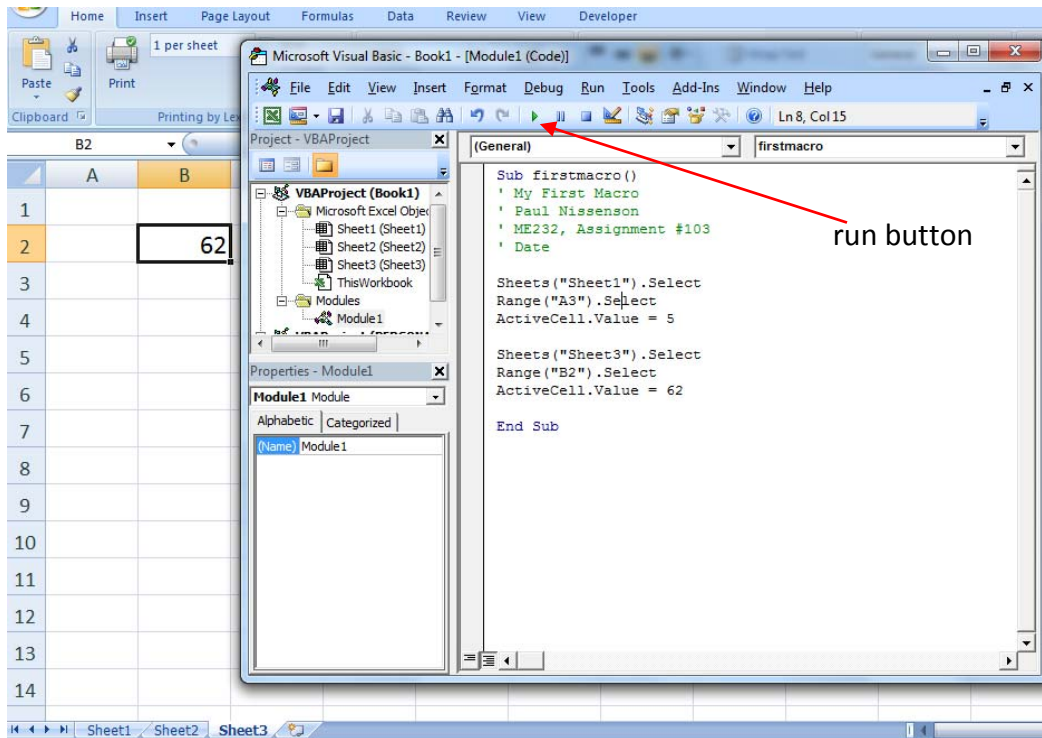 Home Insert Page Layout Formulas Data Review View Developer
1 per sheet
Paste Print
Clipboard Printing by Le
B2
A B
1
2 62
3
4
5
6
7
8
9
10
11
12
13
14
Sheet1 Sheet2 Sheet3
Microsoft Visual Basic - Book1 - [Module1 (Code)]
File Edit View Insert Format Debug Run Tools Add-Ins Window Help
Ln 8, Col 15
Project - VBAProject
VBAProject (Book1)
Microsoft Excel Objec
Sheet1 (Sheet1)
Sheet2 (Sheet2)
Sheet3 (Sheet3)
ThisWorkbook
Modules
Module1
Properties - Module1
Module1 Module
Alphabetic Categorized
(Name) Module1
(General) firstmacro
Sub firstmacro()
' My First Macro
' Paul Nissenson
' ME232, Assignment #103
' Date
Sheets("Sheet1").Select
Range("A3").Select
ActiveCell.Value = 5
Sheets("Sheet3").Select
Range("B2").Select
ActiveCell.Value = 62
End Sub
run button